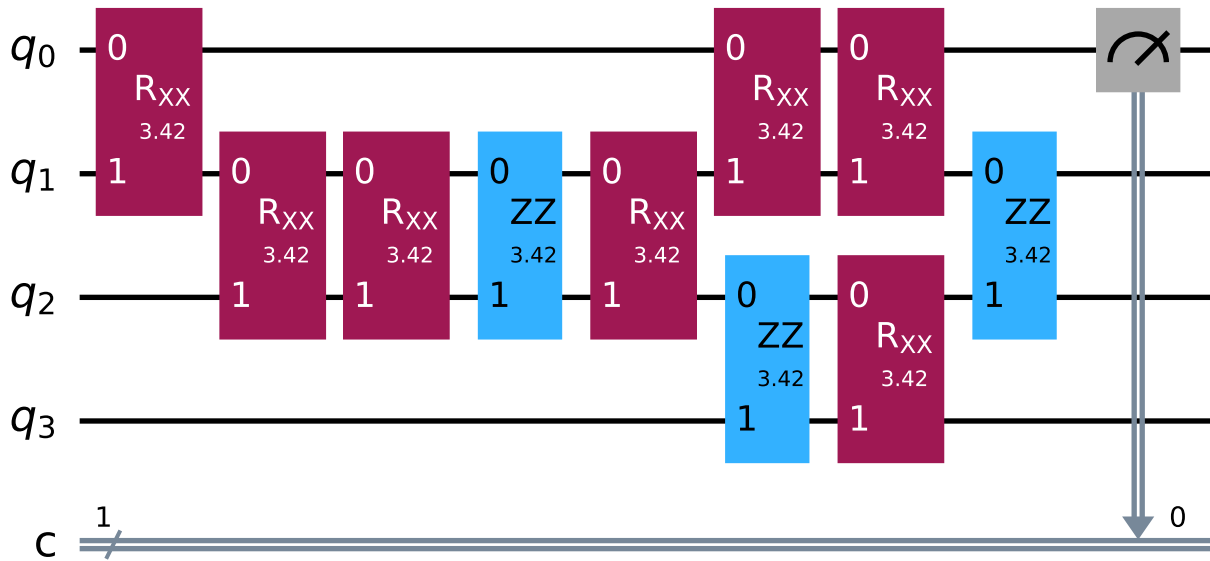 q0 0 0 0
RXX RXX RXX
3.42 3.42 3.42
q1 1 0 0 0 0 1 1 0
RXX RXX ZZ RXX ZZ
3.42 3.42 3.42 3.42 3.42
q2 1 1 1 1 0 0 1
ZZ RXX
3.42 3.42
q3 1 1
1 0
c